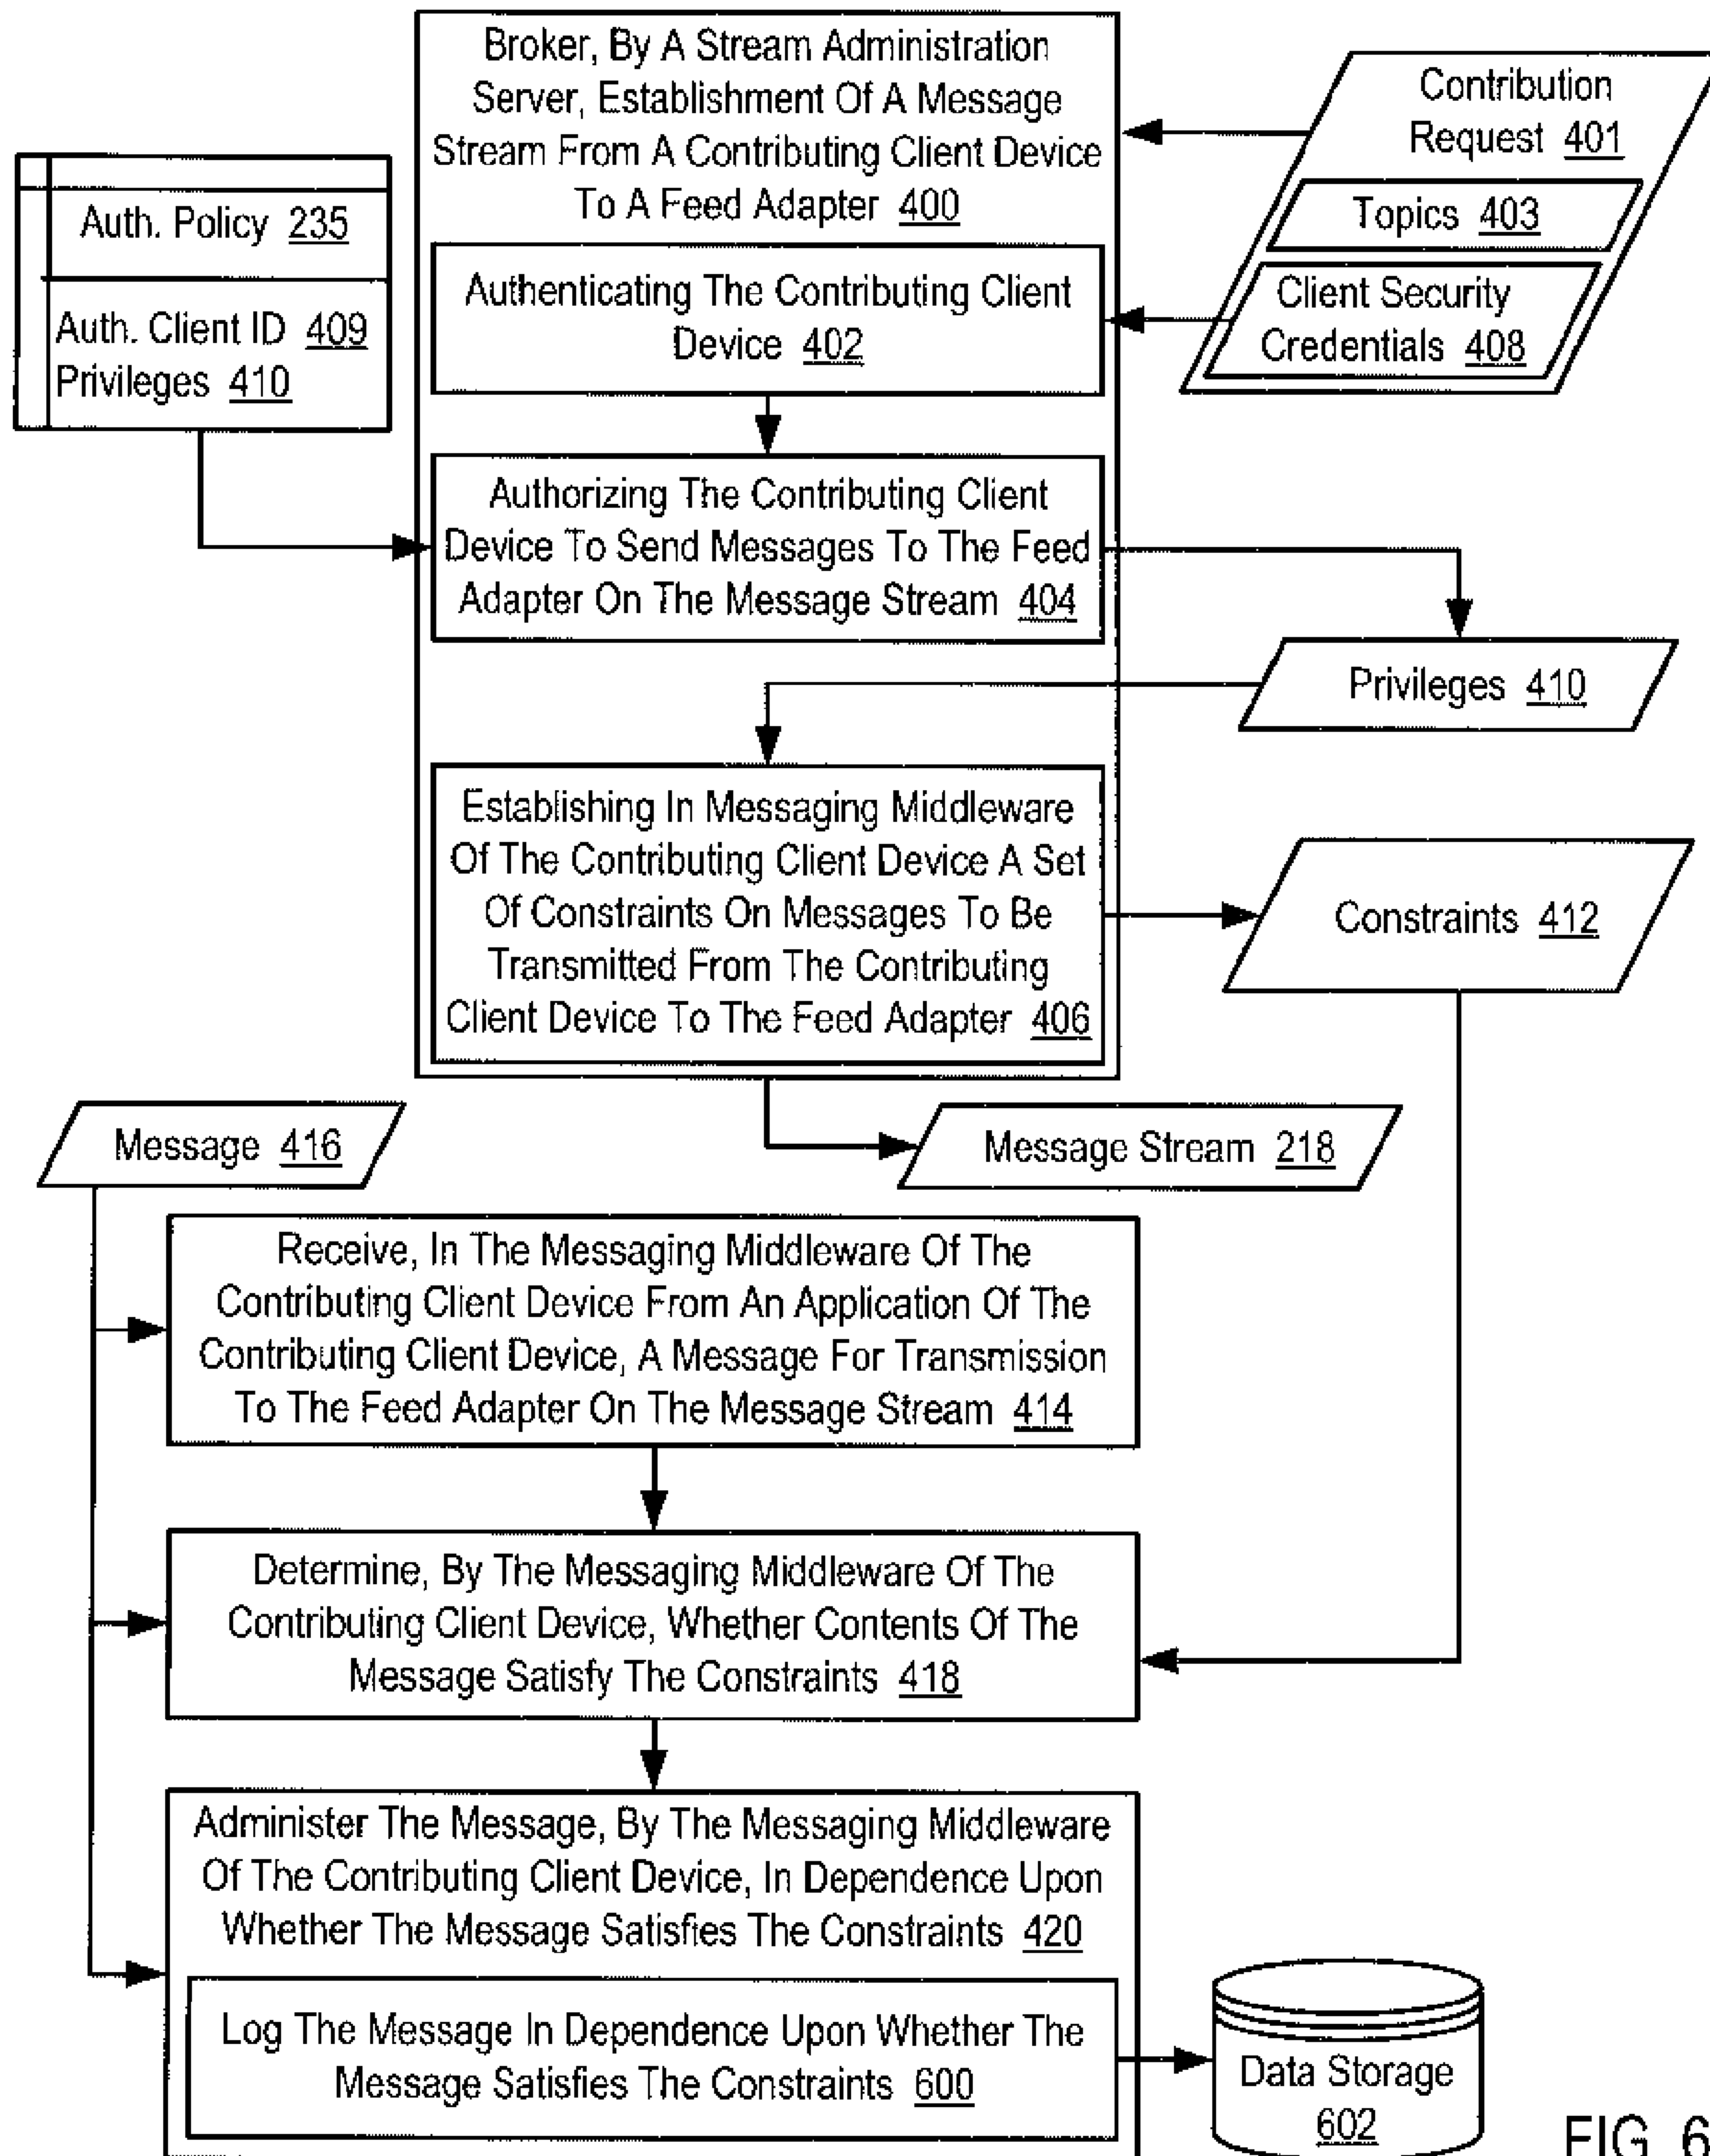 Broker, By A Stream Administration
Server, Establishment Of A Message
Stream From A Contributing Client Device
To A Feed Adapter 400
Contribution
Request 401
Topics 403
Client Security
Credentials 408
Auth. Policy 235
Auth. Client ID 409
Privileges 410
Authenticating The Contributing Client
Device 402
Authorizing The Contributing Client
Device To Send Messages To The Feed
Adapter On The Message Stream 404
Privileges 410
Establishing In Messaging Middleware
Of The Contributing Client Device A Set
Of Constraints On Messages To Be
Transmitted From The Contributing
Client Device To The Feed Adapter 406
Constraints 412
Message 416
Message Stream 218
Receive, In The Messaging Middleware Of The
Contributing Client Device From An Application Of The
Contributing Client Device, A Message For Transmission
To The Feed Adapter On The Message Stream 414
Determine, By The Messaging Middleware Of The
Contributing Client Device, Whether Contents Of The
Message Satisfy The Constraints 418
Administer The Message, By The Messaging Middleware
Of The Contributing Client Device, In Dependence Upon
Whether The Message Satisfies The Constraints 420
Log The Message In Dependence Upon Whether The
Message Satisfies The Constraints 600
Data Storage
602
FIG. 6